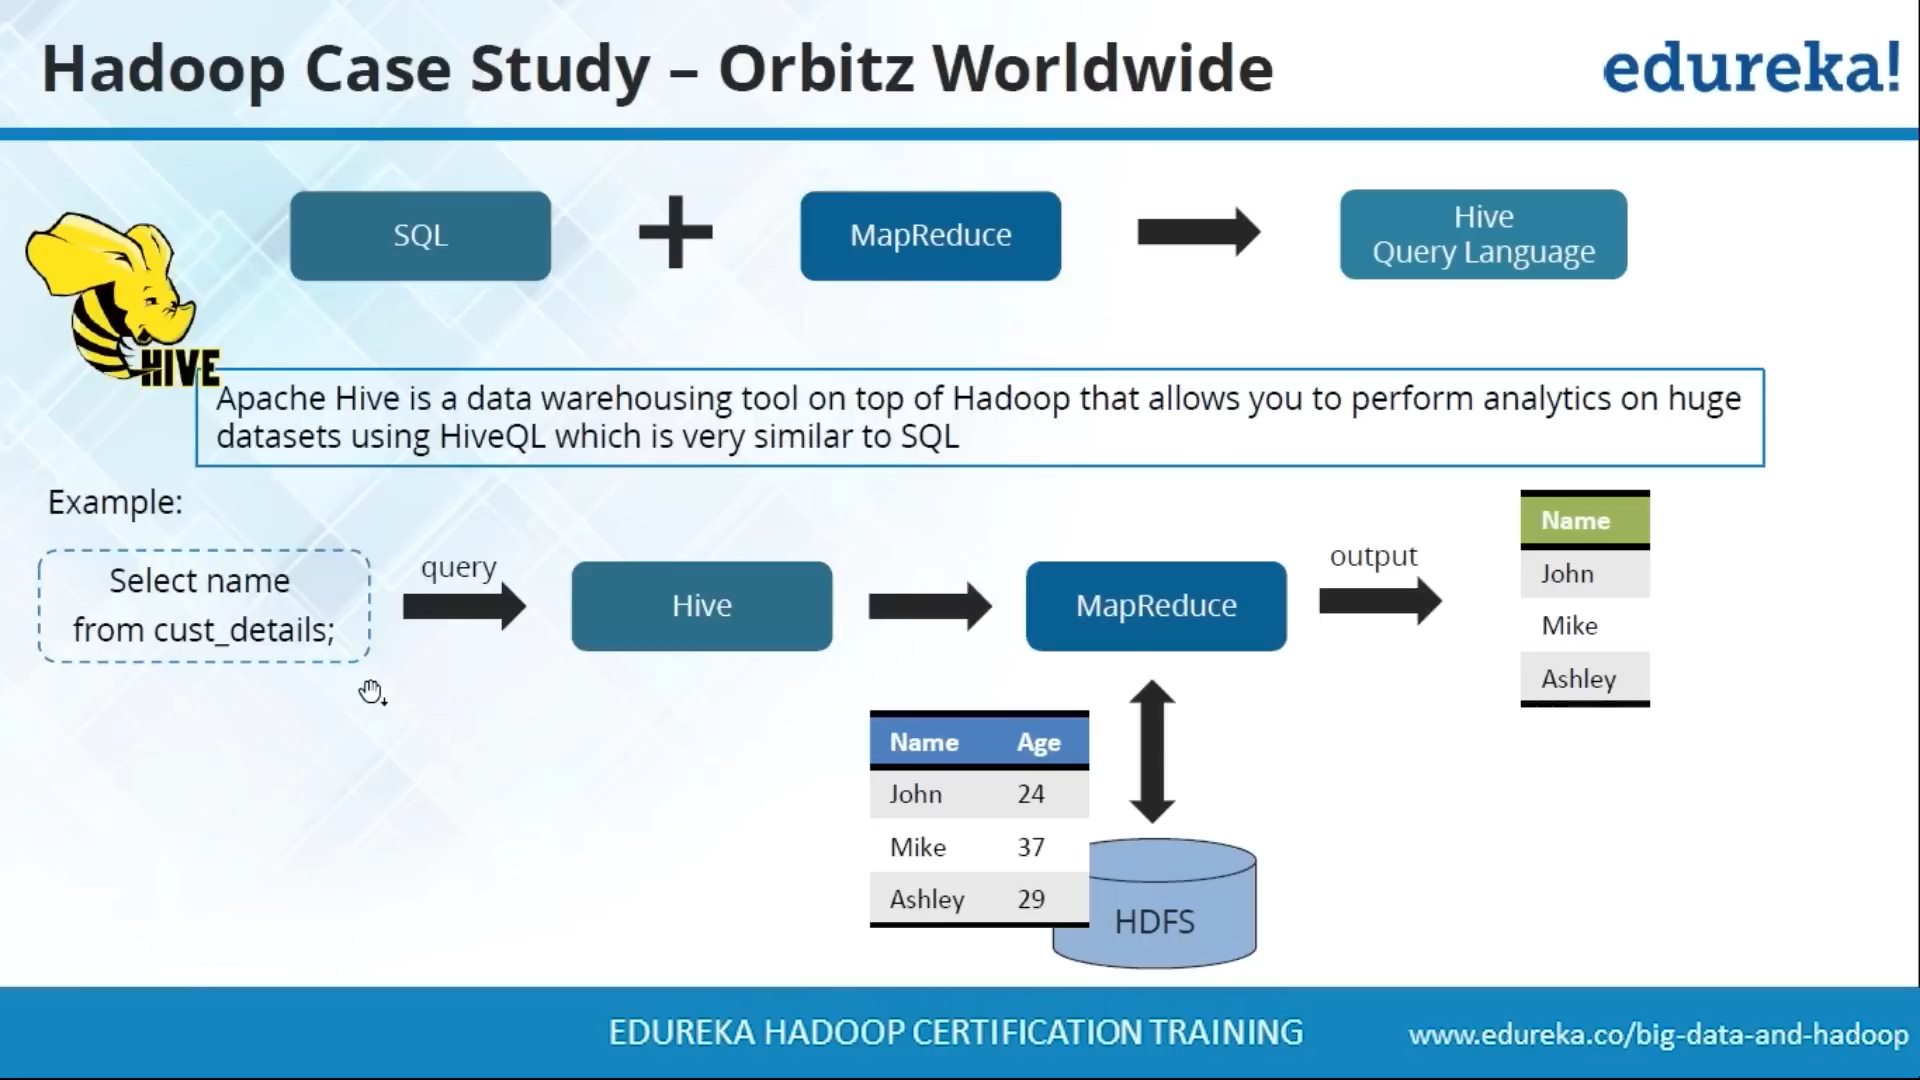 Hadoop Case Study – Orbitz Worldwide
edureka!
SQL
MapReduce
Hive
Query Language
HIVE
Apache Hive is a data warehousing tool on top of Hadoop that allows you to perform analytics on huge
datasets using HiveQL which is very similar to SQL
Example:
Select name
from cust_details;
query
Hive
MapReduce
output
Name
John
Mike
Ashley
Name Age
John 24
Mike 37
Ashley 29
HDFS
EDUREKA HADOOP CERTIFICATION TRAINING
www.edureka.co/big-data-and-hadoop